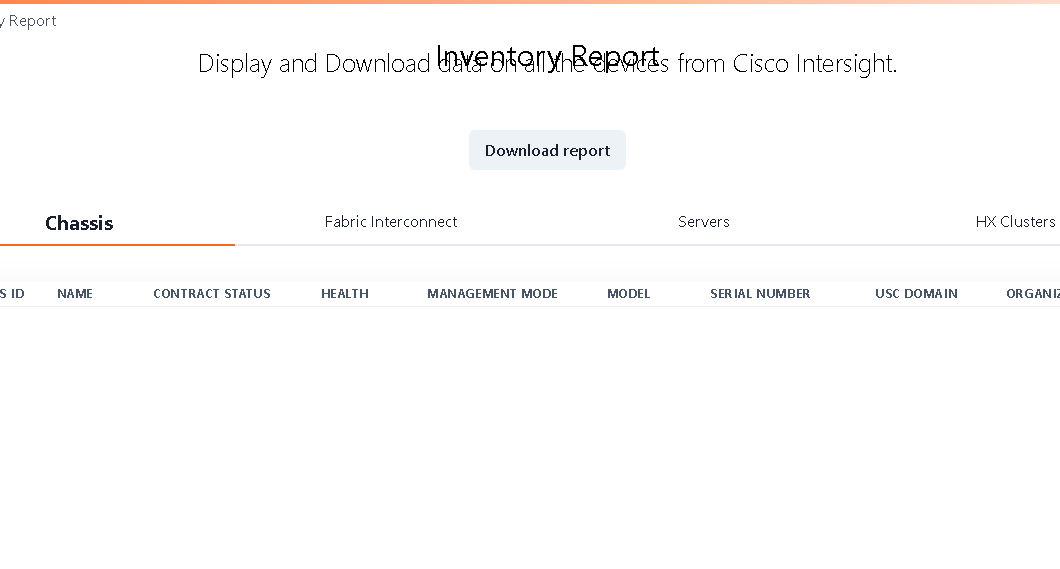 y Report
Inventory Report
Display and Download data on all the devices from Cisco Intersight.
Download report
Chassis Fabric Interconnect Servers HX Clusters
S ID NAME CONTRACT STATUS HEALTH MANAGEMENT MODE MODEL SERIAL NUMBER USC DOMAIN ORGANIZ